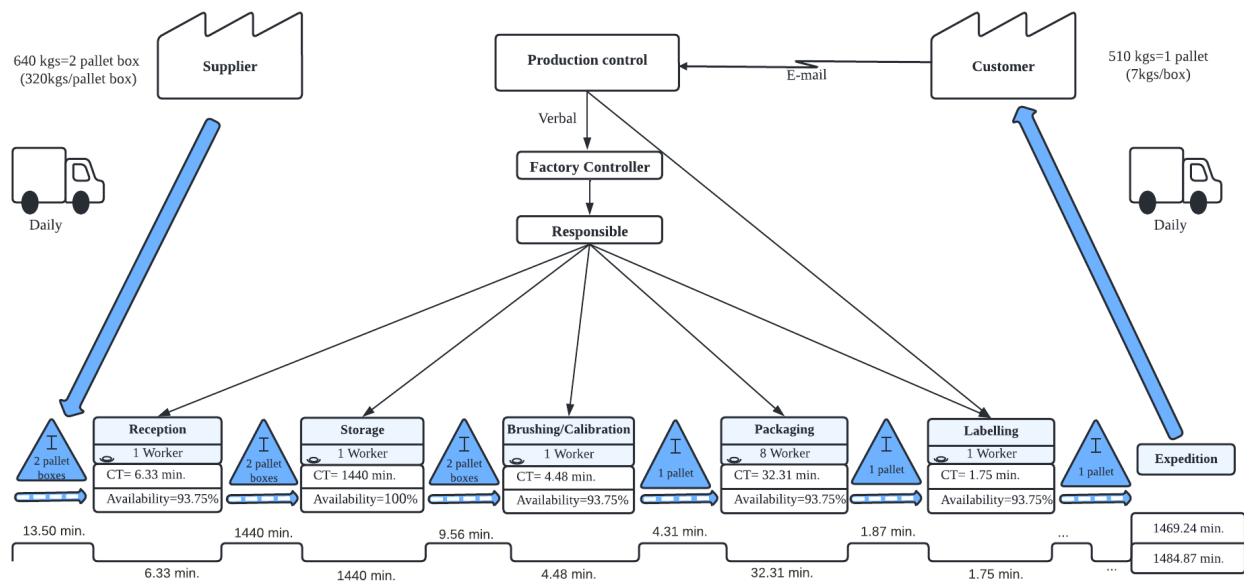 640 kgs=2 pallet box
(320kgs/pallet box)
Supplier
Production control
E-mail
Customer
510 kgs=1 pallet
(7kgs/box)
Verbal
Daily
Factory Controller
Daily
Responsible
I
2 pallet
boxes
Reception
1 Worker
CT= 6.33 min.
Availability=93.75%
I
2 pallet
boxes
Storage
1 Worker
CT= 1440 min.
Availability=100%
I
2 pallet
boxes
Brushing/Calibration
1 Worker
CT= 4.48 min.
Availability=93.75%
I
1 pallet
Packaging
8 Worker
CT= 32.31 min.
Availability=93.75%
I
1 pallet
Labelling
1 Worker
CT= 1.75 min.
Availability=93.75%
I
1 pallet
Expedition
13.50 min.
1440 min.
9.56 min.
4.31 min.
1.87 min.
...
1469.24 min.
6.33 min.
1440 min.
4.48 min.
32.31 min.
1.75 min.
...
1484.87 min.